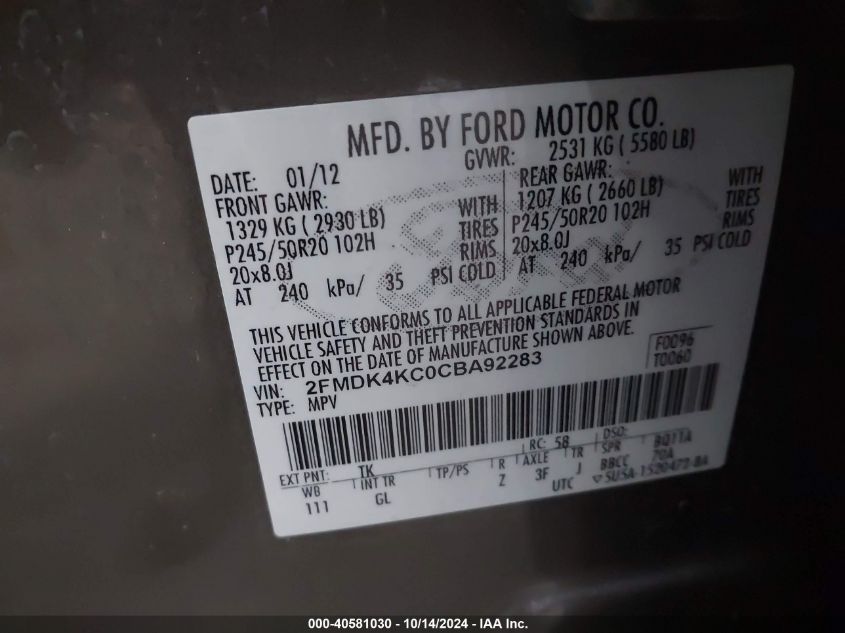 MFD. BY FORD MOTOR CO.
DATE: 01/12
GVWR: 2531 KG ( 5580 LB)
FRONT GAWR:
1329 KG ( 2930 LB) WITH
P245/50R20 102H TIRES
20x8.0J RIMS
AT 240 kPa/ 35 PSI COLD
REAR GAWR:
1207 KG ( 2660 LB) WITH
P245/50R20 102H TIRES
20x8.0J RIMS
AT 240 kPa/ 35 PSI COLD
THIS VEHICLE CONFORMS TO ALL APPLICABLE FEDERAL MOTOR
VEHICLE SAFETY AND THEFT PREVENTION STANDARDS IN
EFFECT ON THE DATE OF MANUFACTURE SHOWN ABOVE.
VIN: 2FMDK4KC0CBA92283
TYPE: MPV
F0096
T0060
EXT PNT: TK RC: 58 DSO:
WB INT TR TP/PS R AXLE TR SPR BQ11A
111 GL Z 3F J BBCC 70A
UTC
000-40581030 - 10/14/2024 - IAA Inc.